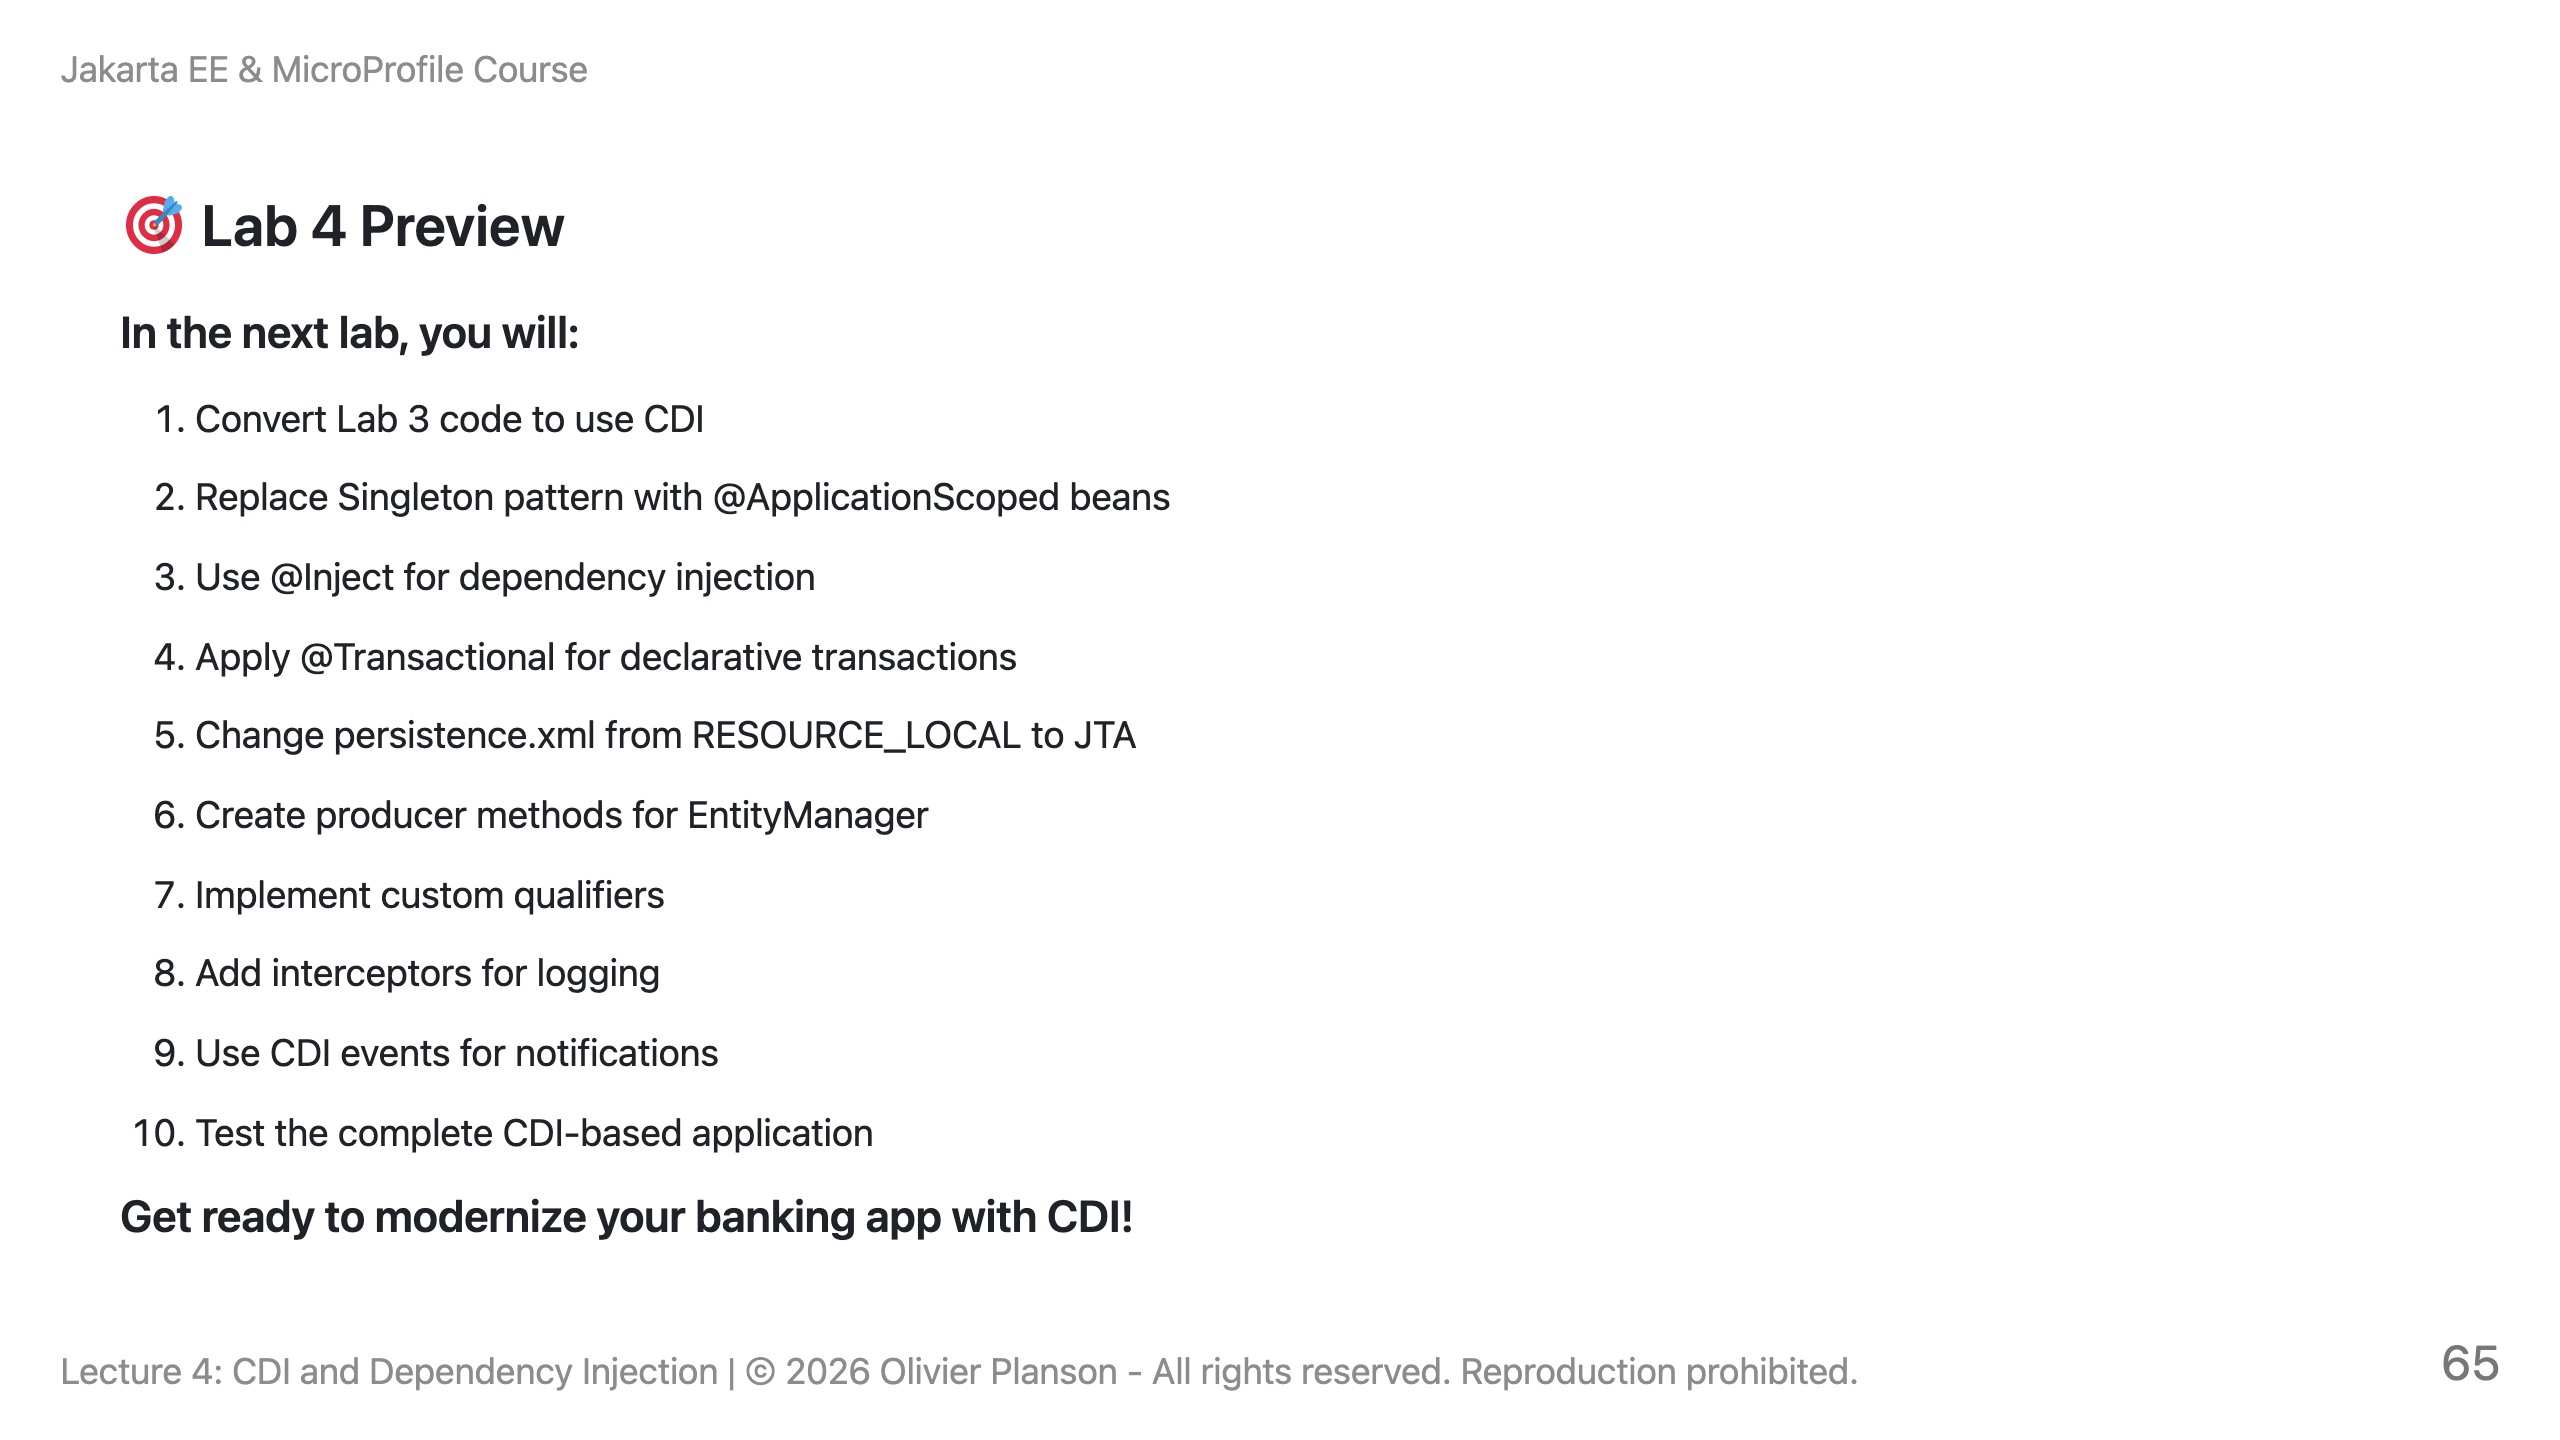 Jakarta EE & MicroProfile Course
🎯 Lab 4 Preview
In the next lab, you will:
1. Convert Lab 3 code to use CDI
2. Replace Singleton pattern with @ApplicationScoped beans
3. Use @Inject for dependency injection
4. Apply @Transactional for declarative transactions
5. Change persistence.xml from RESOURCE_LOCAL to JTA
6. Create producer methods for EntityManager
7. Implement custom qualifiers
8. Add interceptors for logging
9. Use CDI events for notifications
10. Test the complete CDI-based application
Get ready to modernize your banking app with CDI!
Lecture 4: CDI and Dependency Injection | © 2026 Olivier Planson - All rights reserved. Reproduction prohibited.
65